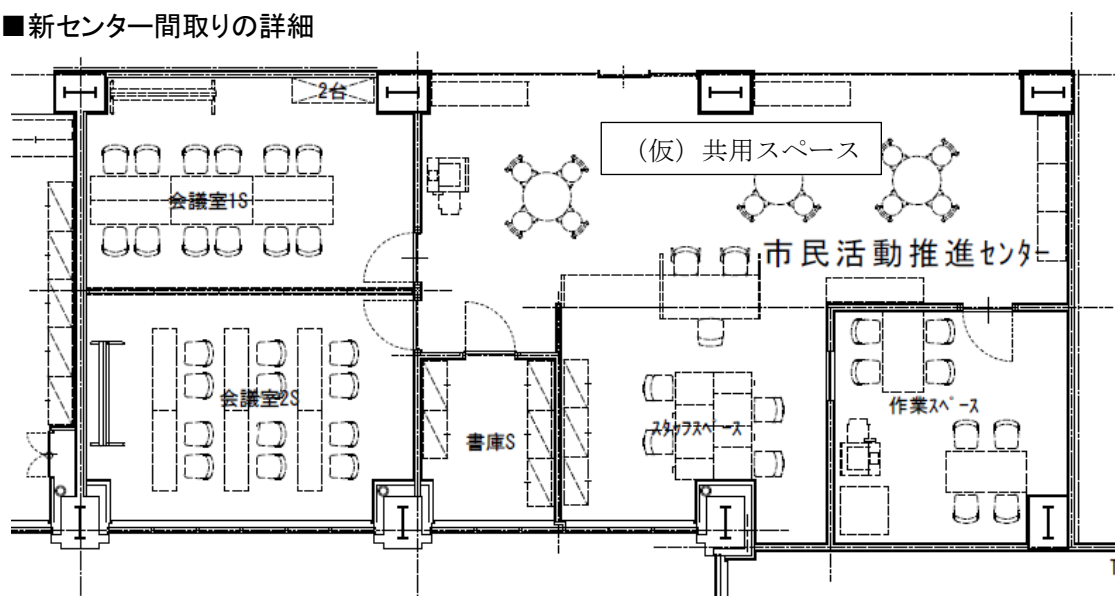 ■新センター間取りの詳細
2台
（仮）共用スペース
会議室1S
市民活動推進ｾﾝﾀｰ
会議室2S
書庫S
ｽﾀｯﾌｽﾍﾟｰｽ
作業ｽﾍﾟｰｽ